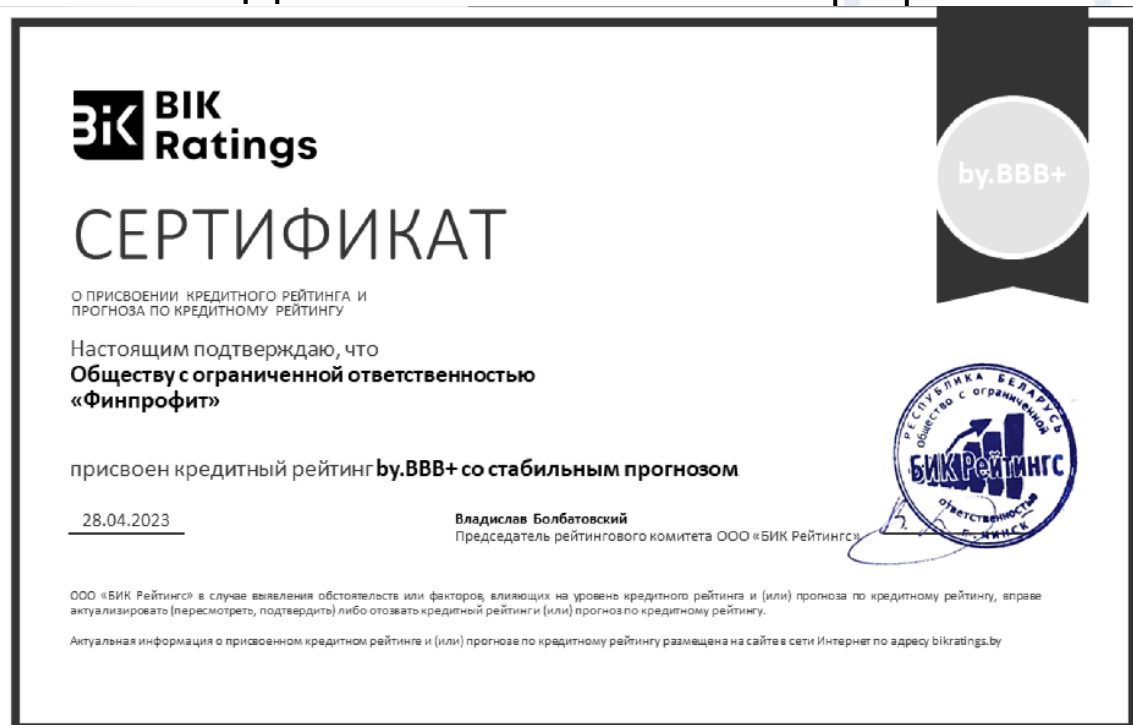 BIK
BIK
Ratings
by.BBB+
СЕРТИФИКАТ
О ПРИСВОЕНИИ КРЕДИТНОГО РЕЙТИНГА И
ПРОГНОЗА ПО КРЕДИТНОМУ РЕЙТИНГУ
Настоящим подтверждаю, что
Обществу с ограниченной ответственностью
«Финпрофит»
присвоен кредитный рейтинг by.BBB+ со стабильным прогнозом
28.04.2023
Владислав Болбатовский
Председатель рейтингового комитета ООО «БИК Рейтингс»
РЕСПУБЛИКА БЕЛАРУСЬ
Общество с ограниченной
БИК Рейтингс
ответственностью
г. МИНСК
ООО «БИК Рейтингс» в случае выявления обстоятельств или факторов, влияющих на уровень кредитного рейтинга и (или) прогноза по кредитному рейтингу, вправе
актуализировать (пересмотреть, подтвердить) либо отозвать кредитный рейтинги (или) прогноз по кредитному рейтингу.
Актуальная информация о присвоенном кредитном рейтинге и (или) прогнозе по кредитному рейтингу размещена на сайте в сети Интернет по адресу bikratings.by